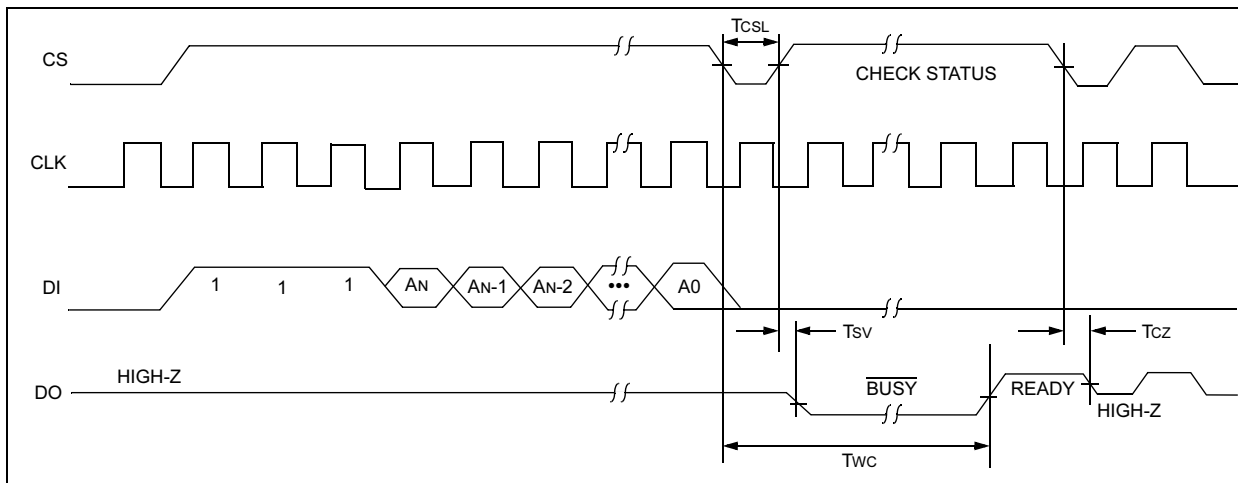 TCSL
CS
CHECK STATUS
CLK
DI
1 1 1 AN AN-1 AN-2 ••• A0
TSV
TCZ
DO
HIGH-Z
BUSY
READY
HIGH-Z
TWC